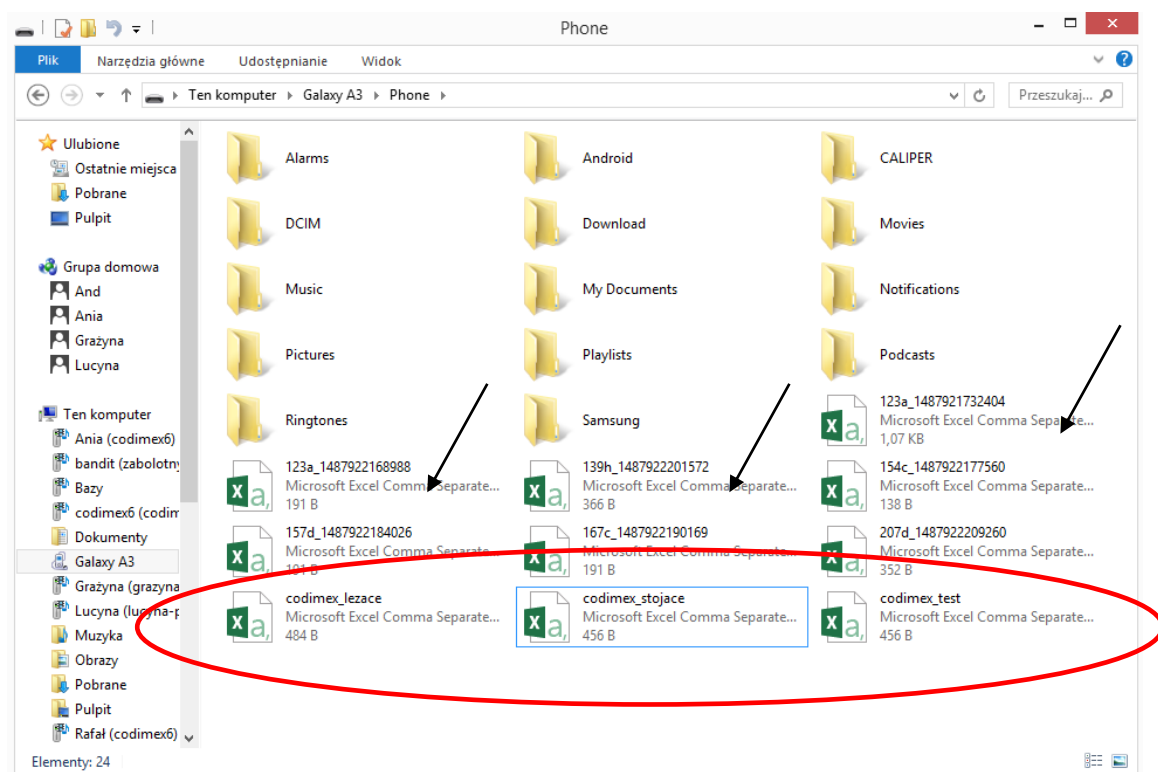 Phone
Plik Narzędzia główne Udostępnianie Widok
Ten komputer Galaxy A3 Phone Przeszukaj...
Ulubione
Ostatnie miejsca
Pobrane
Pulpit
Grupa domowa
And
Ania
Grażyna
Lucyna
Ten komputer
Ania (codimex6)
bandit (zabolotny
Bazy
codimex6 (codim
Dokumenty
Galaxy A3
Grażyna (grazyna
Lucyna (lucyna-p
Muzyka
Obrazy
Pobrane
Pulpit
Rafał (codimex6)
Alarms Android CALIPER
DCIM Download Movies
Music My Documents Notifications
Pictures Playlists Podcasts
Ringtones Samsung 123a_1487921732404
Microsoft Excel Comma Separate...
1,07 KB
123a_1487922168988 139h_1487922201572 154c_1487922177560
Microsoft Excel Comma Separate... Microsoft Excel Comma Separate... Microsoft Excel Comma Separate...
191 B 366 B 138 B
157d_1487922184026 167c_1487922190169 207d_1487922209260
Microsoft Excel Comma Separate... Microsoft Excel Comma Separate... Microsoft Excel Comma Separate...
191 B 191 B 352 B
codimex_lezace codimex_stojace codimex_test
Microsoft Excel Comma Separate... Microsoft Excel Comma Separate... Microsoft Excel Comma Separate...
484 B 456 B 456 B
Elementy: 24